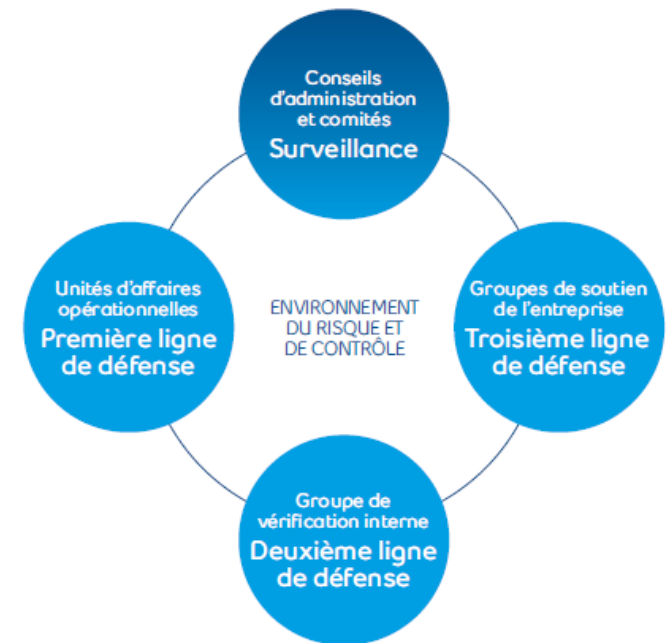 Conseils
d'administration
et comités
Surveillance
Unités d'affaires
opérationnelles
Première ligne
de défense
ENVIRONNEMENT
DU RISQUE ET
DE CONTRÔLE
Groupes de soutien
de l'entreprise
Troisième ligne
de défense
Groupe de
vérification interne
Deuxième ligne
de défense